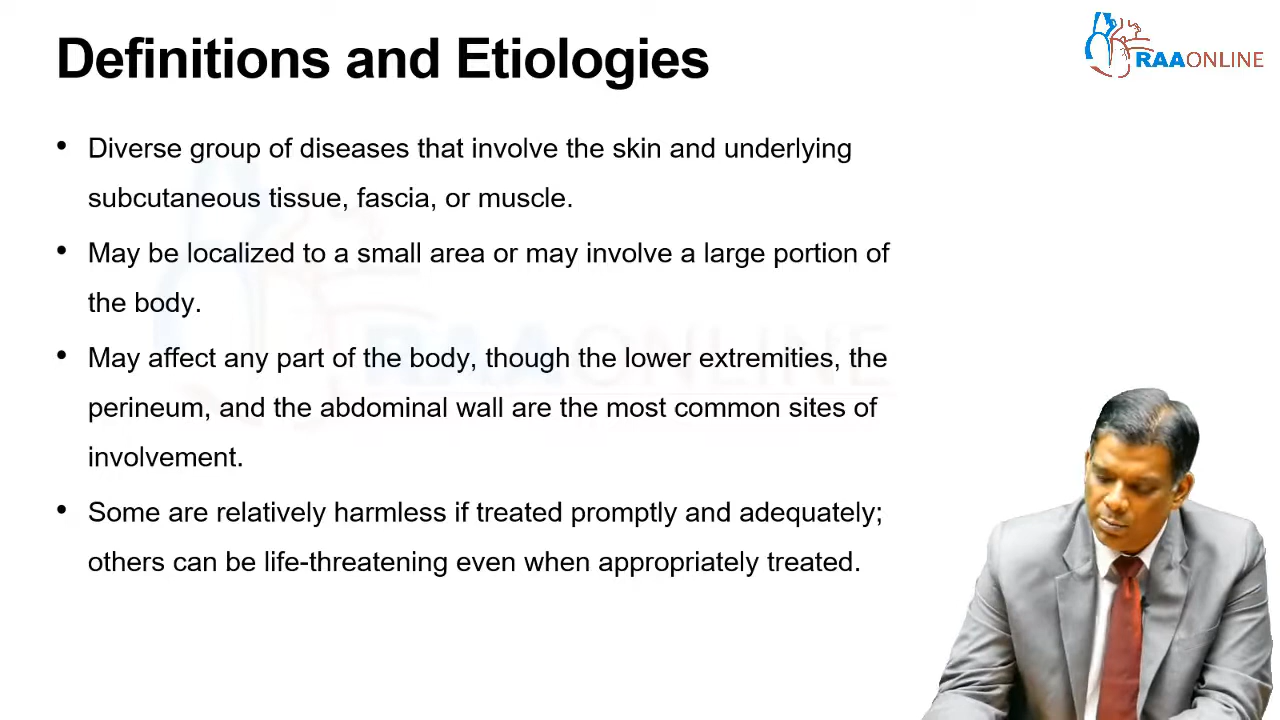 Definitions and Etiologies
RAAONLINE
• Diverse group of diseases that involve the skin and underlying
subcutaneous tissue, fascia, or muscle.
• May be localized to a small area or may involve a large portion of
the body.
• May affect any part of the body, though the lower extremities, the
perineum, and the abdominal wall are the most common sites of
involvement.
• Some are relatively harmless if treated promptly and adequately;
others can be life-threatening even when appropriately treated.
RAAONLINE